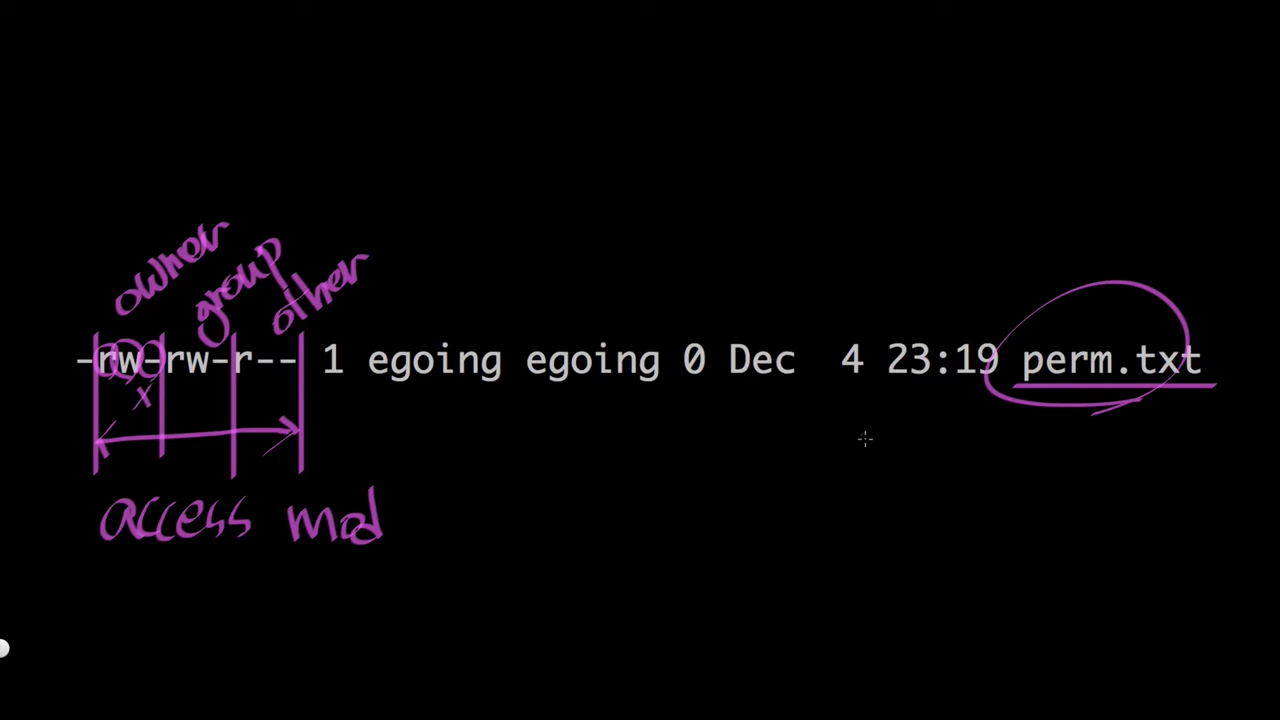 owner
group
other
-rw-rw-r-- 1 egoing egoing 0 Dec  4 23:19 perm.txt
x
access mod